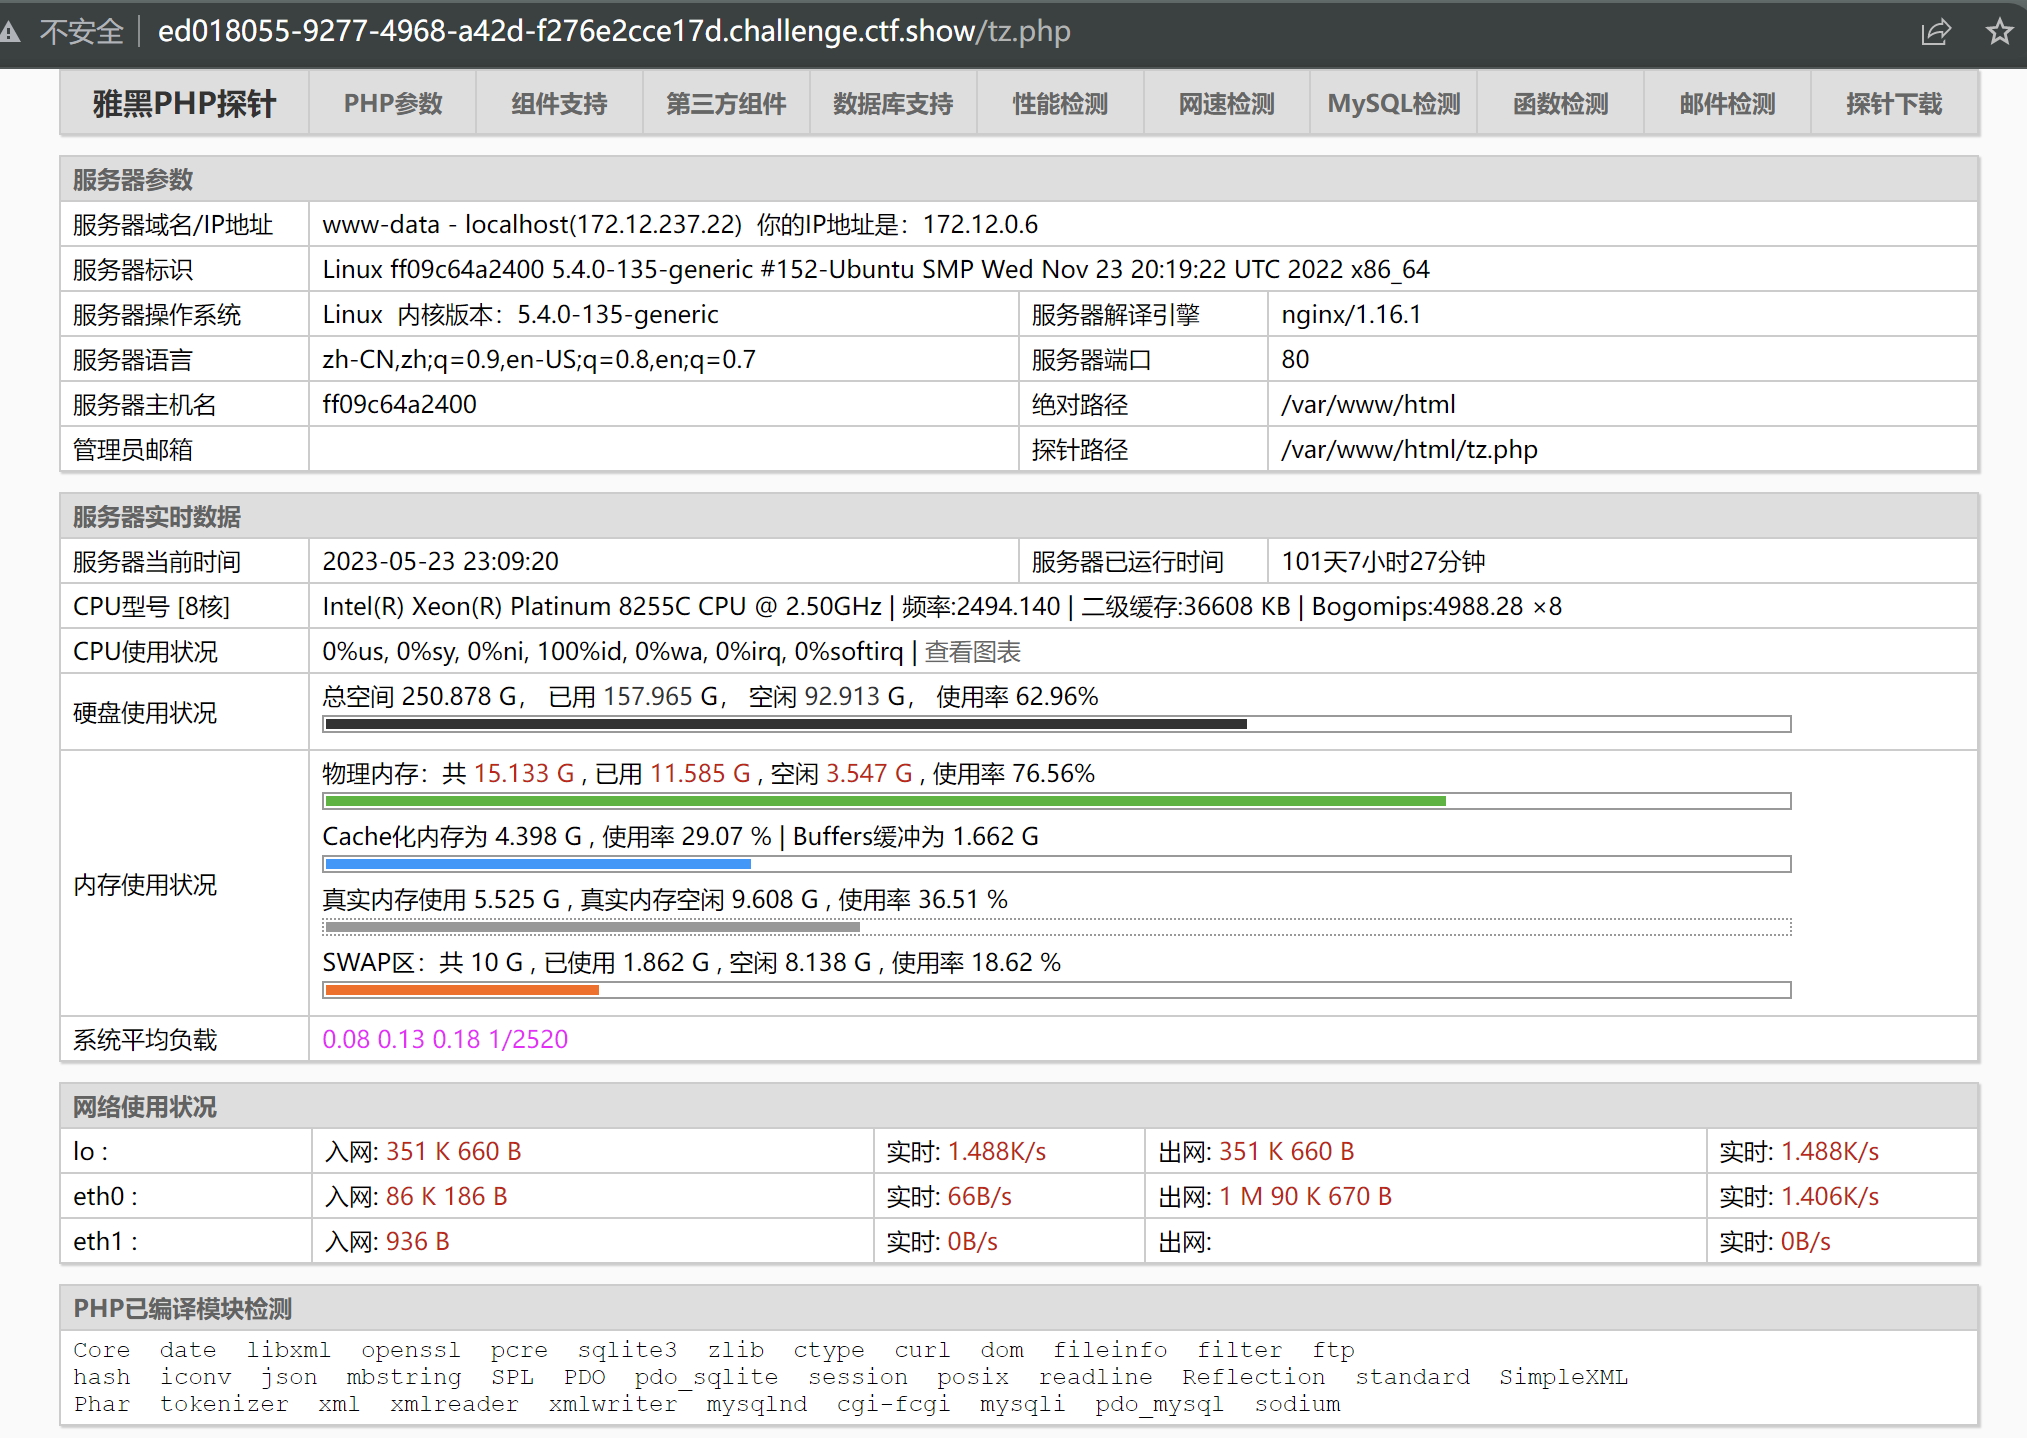 不安全 ed018055-9277-4968-a42d-f276e2cce17d.challenge.ctf.show/tz.php
雅黑PHP探针 PHP参数 组件支持 第三方组件 数据库支持 性能检测 网速检测 MySQL检测 函数检测 邮件检测 探针下载
服务器参数
服务器域名/IP地址 www-data - localhost(172.12.237.22) 你的IP地址是：172.12.0.6
服务器标识 Linux ff09c64a2400 5.4.0-135-generic #152-Ubuntu SMP Wed Nov 23 20:19:22 UTC 2022 x86_64
服务器操作系统 Linux 内核版本：5.4.0-135-generic 服务器解译引擎 nginx/1.16.1
服务器语言 zh-CN,zh;q=0.9,en-US;q=0.8,en;q=0.7 服务器端口 80
服务器主机名 ff09c64a2400 绝对路径 /var/www/html
管理员邮箱 探针路径 /var/www/html/tz.php
服务器实时数据
服务器当前时间 2023-05-23 23:09:20 服务器已运行时间 101天7小时27分钟
CPU型号 [8核] Intel(R) Xeon(R) Platinum 8255C CPU @ 2.50GHz | 频率:2494.140 | 二级缓存:36608 KB | Bogomips:4988.28 ×8
CPU使用状况 0%us, 0%sy, 0%ni, 100%id, 0%wa, 0%irq, 0%softirq | 查看图表
硬盘使用状况 总空间 250.878 G， 已用 157.965 G， 空闲 92.913 G， 使用率 62.96%
内存使用状况 物理内存：共 15.133 G , 已用 11.585 G , 空闲 3.547 G , 使用率 76.56%
Cache化内存为 4.398 G , 使用率 29.07 % | Buffers缓冲为 1.662 G
真实内存使用 5.525 G , 真实内存空闲 9.608 G , 使用率 36.51 %
SWAP区：共 10 G , 已使用 1.862 G , 空闲 8.138 G , 使用率 18.62 %
系统平均负载 0.08 0.13 0.18 1/2520
网络使用状况
lo : 入网: 351 K 660 B 实时: 1.488K/s 出网: 351 K 660 B 实时: 1.488K/s
eth0 : 入网: 86 K 186 B 实时: 66B/s 出网: 1 M 90 K 670 B 实时: 1.406K/s
eth1 : 入网: 936 B 实时: 0B/s 出网: 实时: 0B/s
PHP已编译模块检测
Core date libxml openssl pcre sqlite3 zlib ctype curl dom fileinfo filter ftp
hash iconv json mbstring SPL PDO pdo_sqlite session posix readline Reflection standard SimpleXML
Phar tokenizer xml xmlreader xmlwriter mysqlnd cgi-fcgi mysqli pdo_mysql sodium